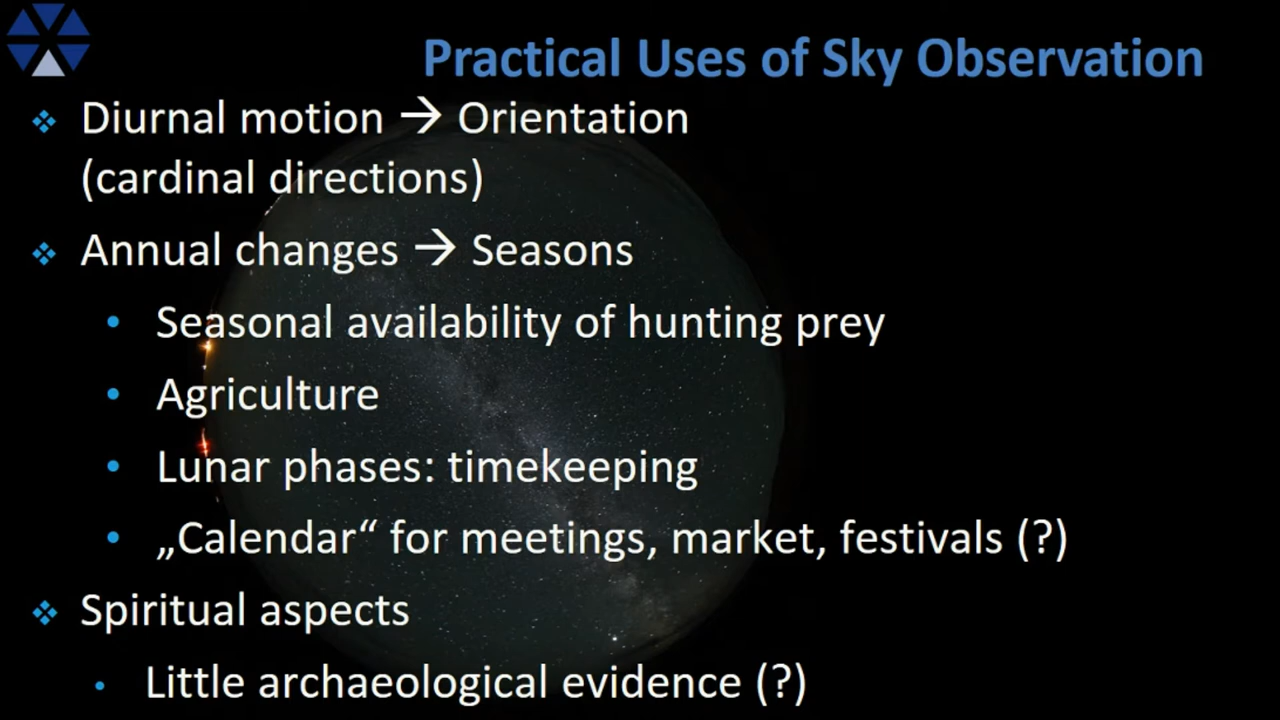 Practical Uses of Sky Observation
❖ Diurnal motion → Orientation
(cardinal directions)
❖ Annual changes → Seasons
• Seasonal availability of hunting prey
• Agriculture
• Lunar phases: timekeeping
• „Calendar“ for meetings, market, festivals (?)
❖ Spiritual aspects
• Little archaeological evidence (?)